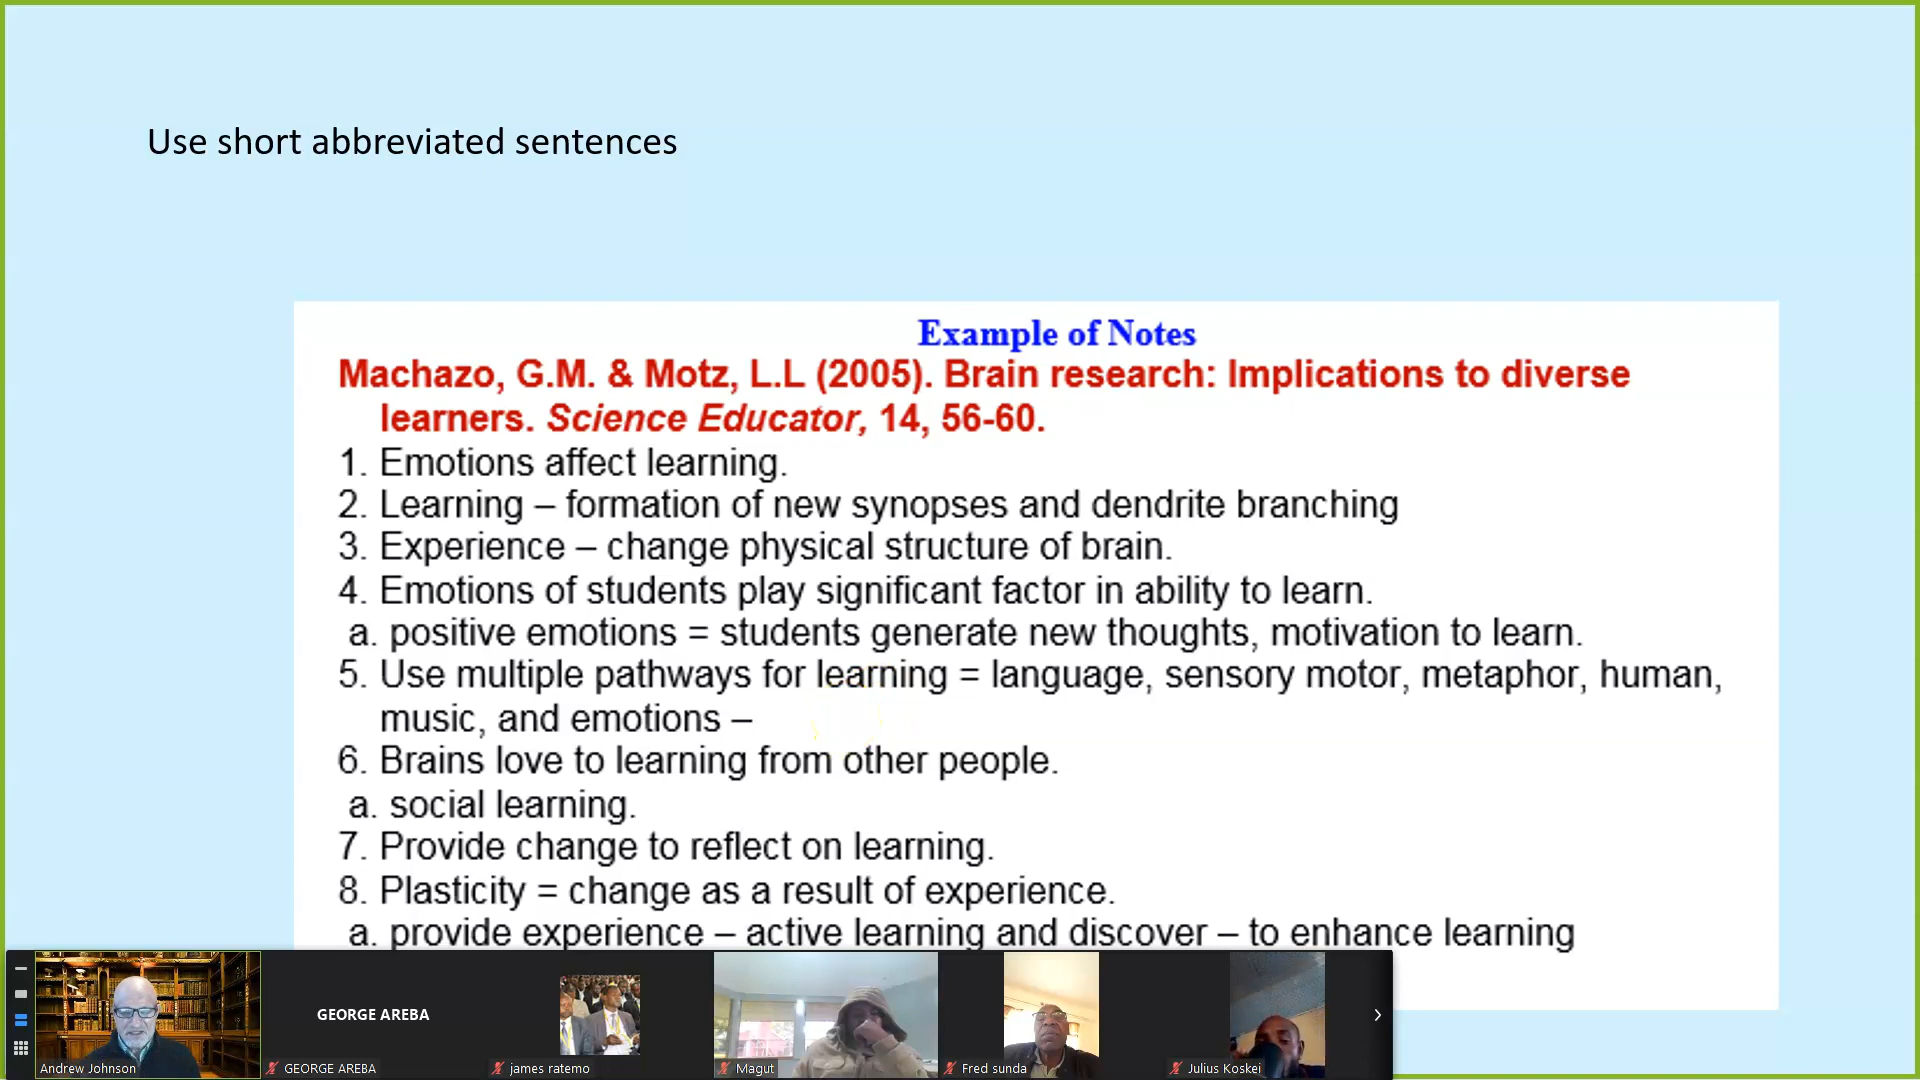 Use short abbreviated sentences
Example of Notes
Machazo, G.M. & Motz, L.L (2005). Brain research: Implications to diverse
learners. Science Educator, 14, 56-60.
1. Emotions affect learning.
2. Learning – formation of new synopses and dendrite branching
3. Experience – change physical structure of brain.
4. Emotions of students play significant factor in ability to learn.
a. positive emotions = students generate new thoughts, motivation to learn.
5. Use multiple pathways for learning = language, sensory motor, metaphor, human,
music, and emotions –
6. Brains love to learning from other people.
a. social learning.
7. Provide change to reflect on learning.
8. Plasticity = change as a result of experience.
a. provide experience – active learning and discover – to enhance learning
GEORGE AREBA
Andrew Johnson
GEORGE AREBA
james ratemo
Magut
Fred sunda
Julius Koskei